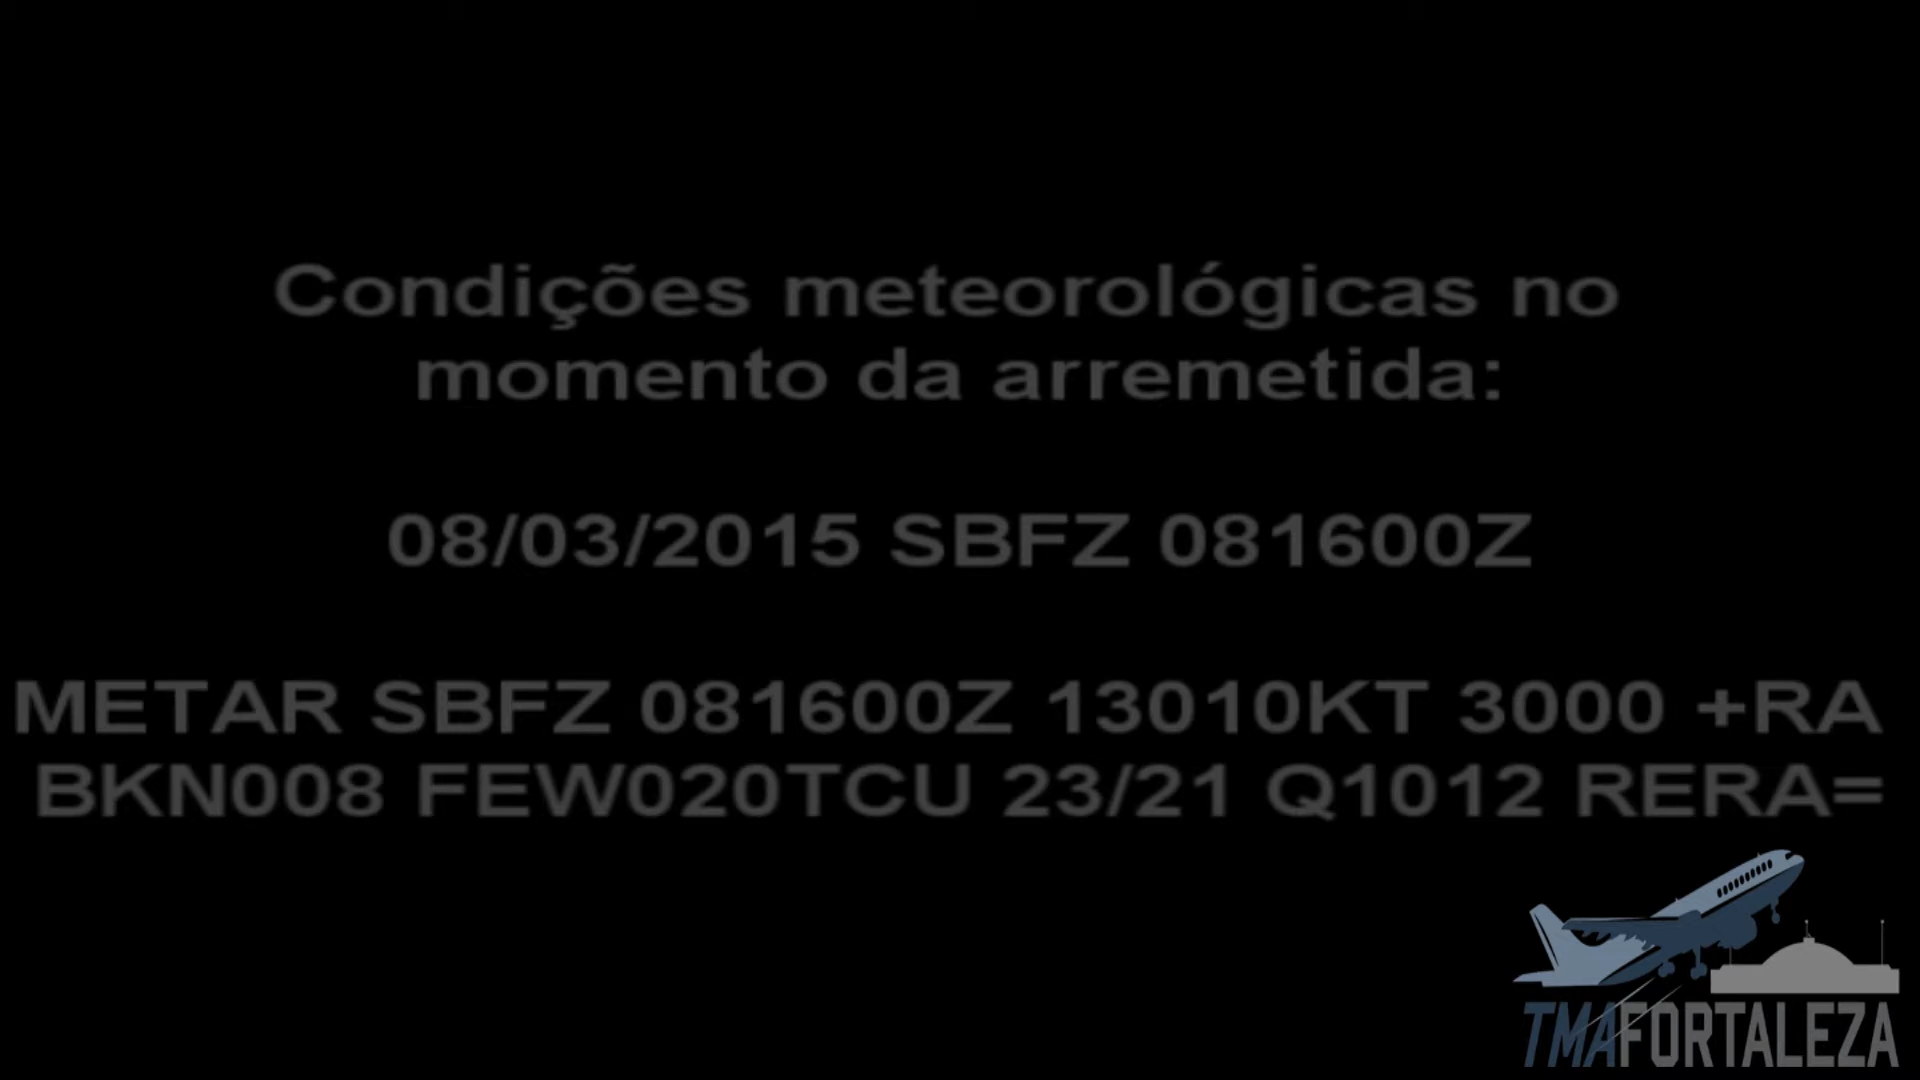 Condições meteorológicas no
momento da arremetida:
08/03/2015 SBFZ 081600Z
METAR SBFZ 081600Z 13010KT 3000 +RA
BKN008 FEW020TCU 23/21 Q1012 RERA=
TMAFORTALEZA